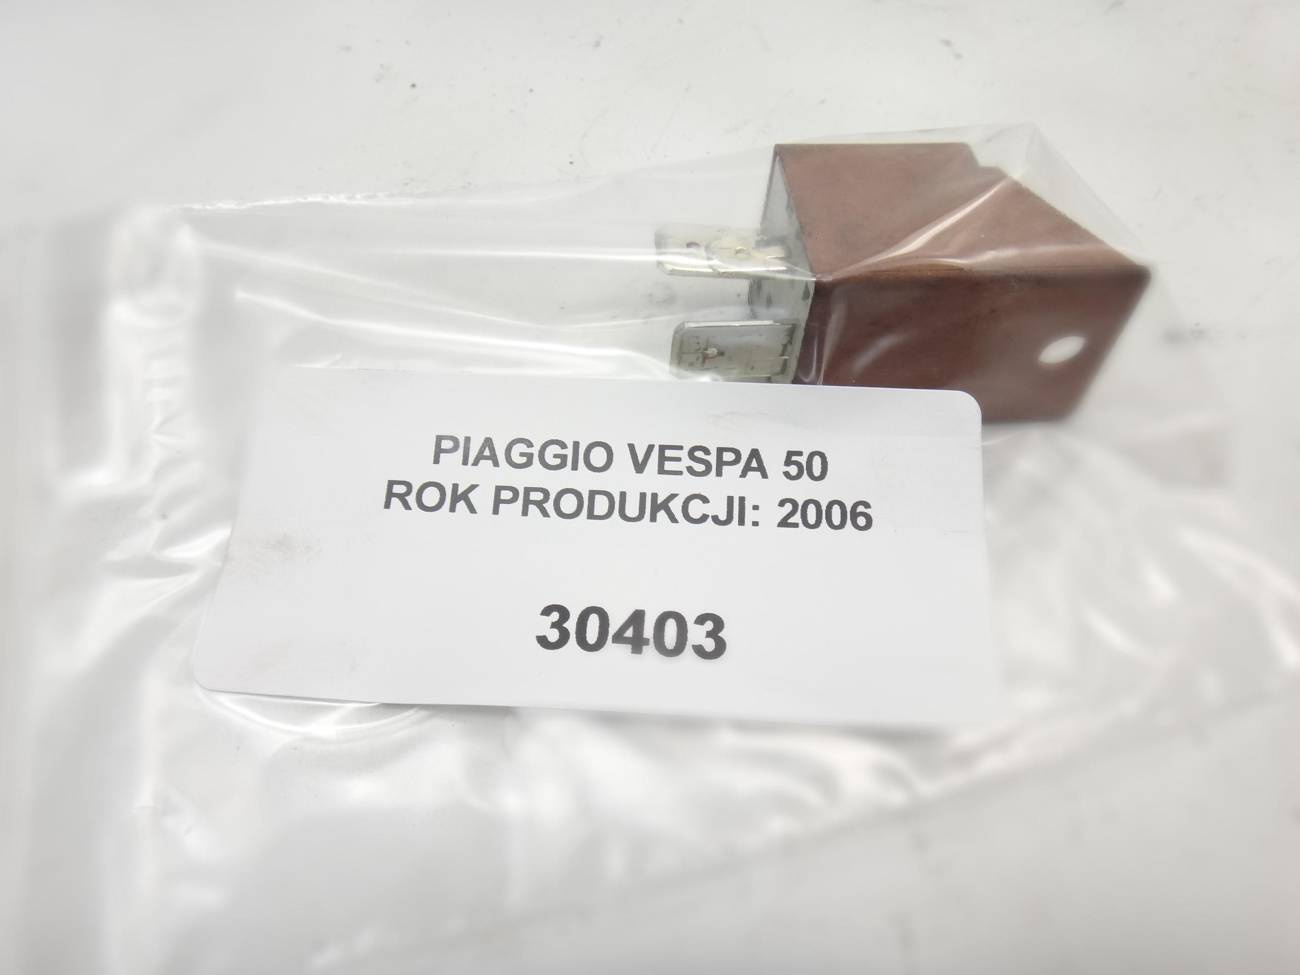 PIAGGIO VESPA 50
ROK PRODUKCJI: 2006
30403